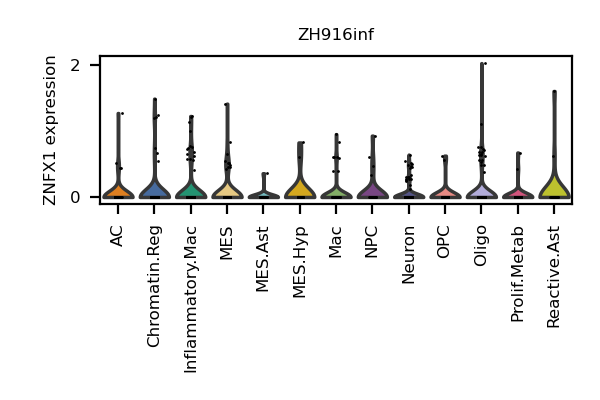 ZH916inf
ZNFX1 expression
2
0
AC
Chromatin.Reg
Inflammatory.Mac
MES
MES.Ast
MES.Hyp
Mac
NPC
Neuron
OPC
Oligo
Prolif.Metab
Reactive.Ast